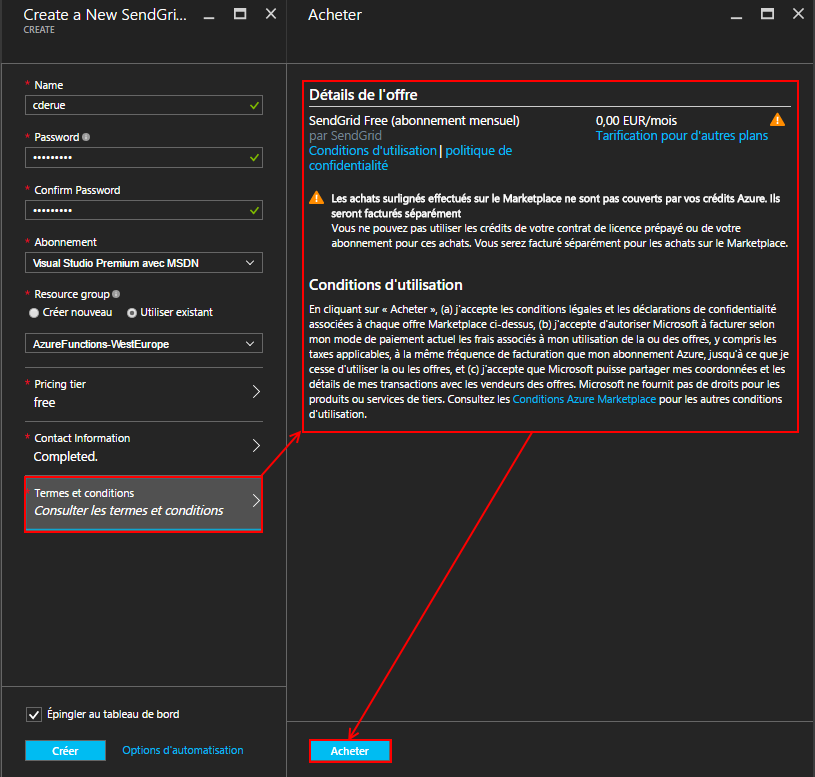 Create a New SendGri...
CREATE
* Name
cderue
* Password
•••••••••
* Confirm Password
•••••••••
* Abonnement
Visual Studio Premium avec MSDN
* Resource group
Créer nouveau Utiliser existant
AzureFunctions-WestEurope
* Pricing tier
free
* Contact Information
Completed.
* Termes et conditions
Consulter les termes et conditions
Épingler au tableau de bord
Créer Options d'automatisation
Acheter
Détails de l'offre
SendGrid Free (abonnement mensuel) 0,00 EUR/mois
par SendGrid Tarification pour d'autres plans
Conditions d'utilisation | politique de
confidentialité
Les achats surlignés effectués sur le Marketplace ne sont pas couverts par vos crédits Azure. Ils
seront facturés séparément
Vous ne pouvez pas utiliser les crédits de votre contrat de licence prépayé ou de votre
abonnement pour ces achats. Vous serez facturé séparément pour les achats sur le Marketplace.
Conditions d'utilisation
En cliquant sur « Acheter », (a) j'accepte les conditions légales et les déclarations de confidentialité
associées à chaque offre Marketplace ci-dessus, (b) j'accepte d'autoriser Microsoft à facturer selon
mon mode de paiement actuel les frais associés à mon utilisation de la ou des offres, y compris les
taxes applicables, à la même fréquence de facturation que mon abonnement Azure, jusqu'à ce que je
cesse d'utiliser la ou les offres, et (c) j'accepte que Microsoft puisse partager mes coordonnées et les
détails de mes transactions avec les vendeurs des offres. Microsoft ne fournit pas de droits pour les
produits ou services de tiers. Consultez les Conditions Azure Marketplace pour les autres conditions
d'utilisation.
Acheter